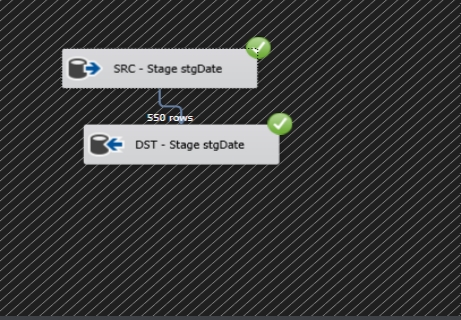 SRC - Stage stgDate
550 rows
DST - Stage stgDate